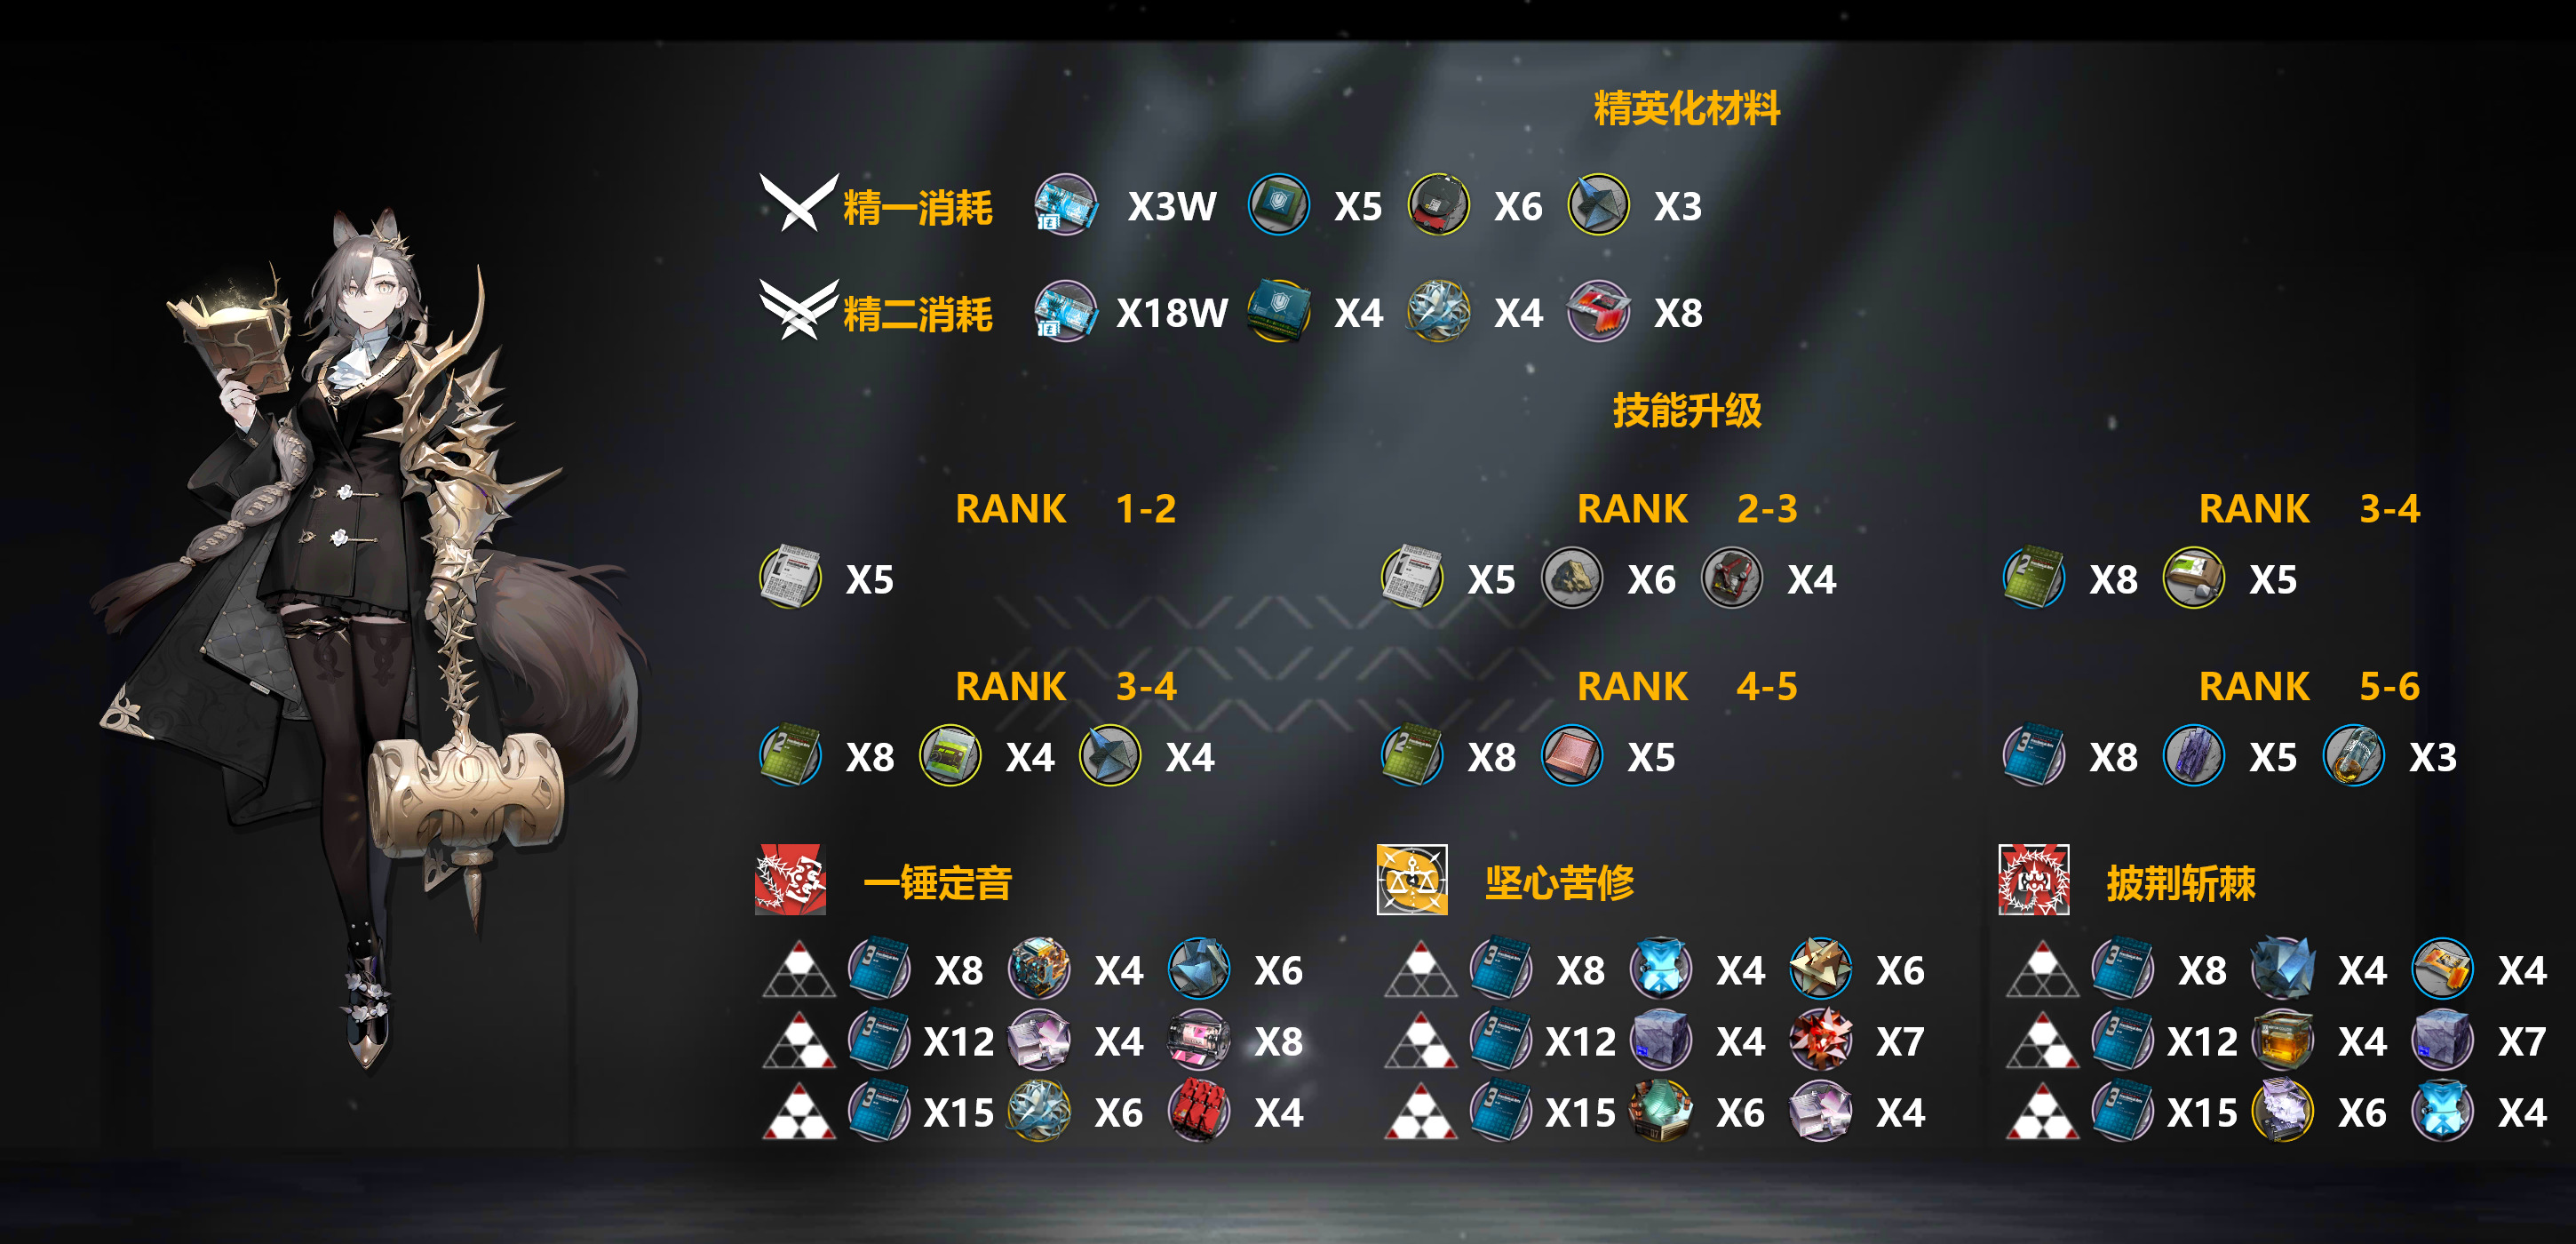 精英化材料
精一消耗 X3W X5 X6 X3
精二消耗 X18W X4 X4 X8
技能升级
RANK 1-2 RANK 2-3 RANK 3-4
X5 X5 X6 X4 X8 X5
RANK 3-4 RANK 4-5 RANK 5-6
X8 X4 X4 X8 X5 X8 X5 X3
一锤定音 坚心苦修 披荆斩棘
X8 X4 X6 X8 X4 X6 X8 X4 X4
X12 X4 X8 X12 X4 X7 X12 X4 X7
X15 X6 X4 X15 X6 X4 X15 X6 X4